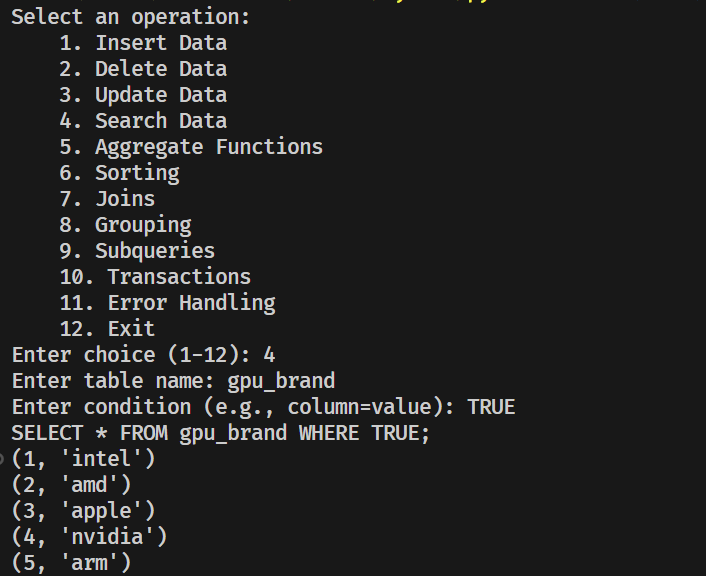 Select an operation:
    1. Insert Data
    2. Delete Data
    3. Update Data
    4. Search Data
    5. Aggregate Functions
    6. Sorting
    7. Joins
    8. Grouping
    9. Subqueries
    10. Transactions
    11. Error Handling
    12. Exit
Enter choice (1-12): 4
Enter table name: gpu_brand
Enter condition (e.g., column=value): TRUE
SELECT * FROM gpu_brand WHERE TRUE;
(1, 'intel')
(2, 'amd')
(3, 'apple')
(4, 'nvidia')
(5, 'arm')